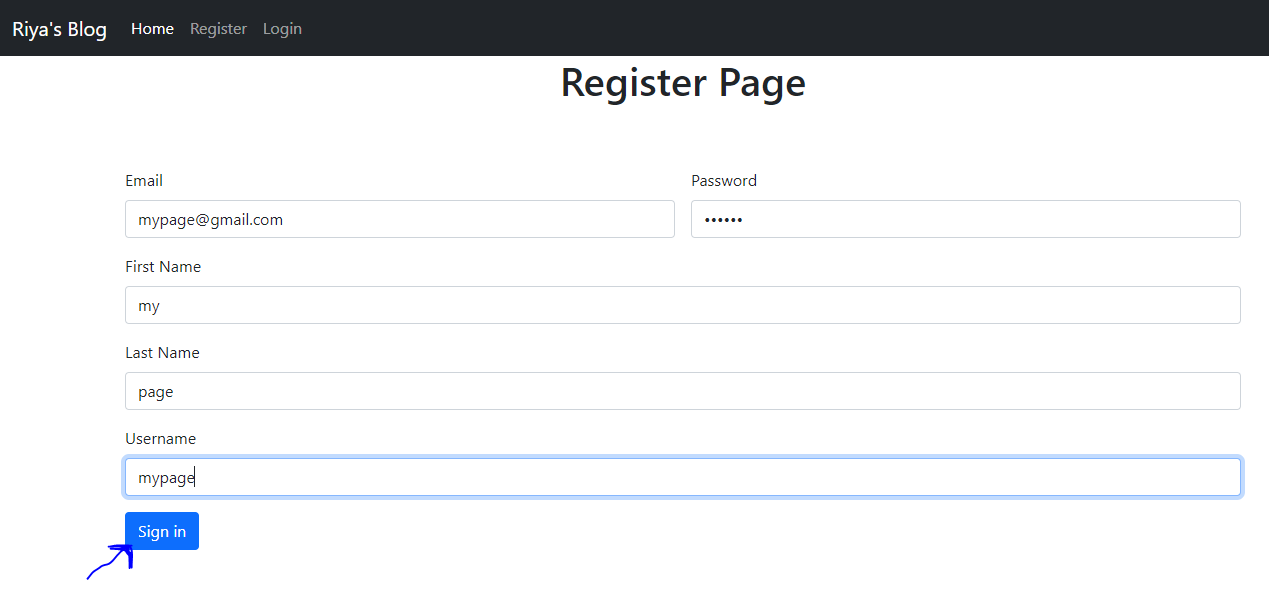 Riya's Blog Home Register Login
Register Page
Email Password
mypage@gmail.com ••••••
First Name
my
Last Name
page
Username
mypage
Sign in